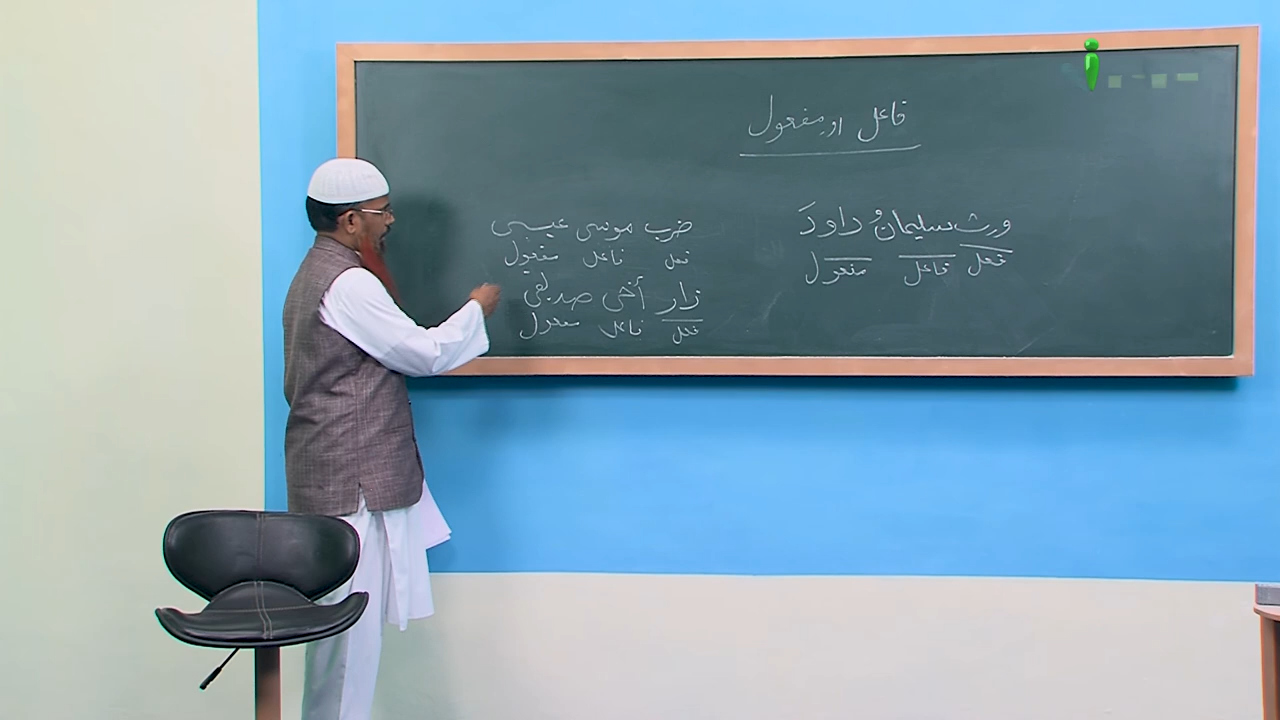 فاعل اور مفعول
ورث سلیمانُ داودَ
فعل فاعل مفعول
ضرب موسی عیسی
فعل فاعل مفعول
زار أخی صدیقی
فعل فاعل مفعول